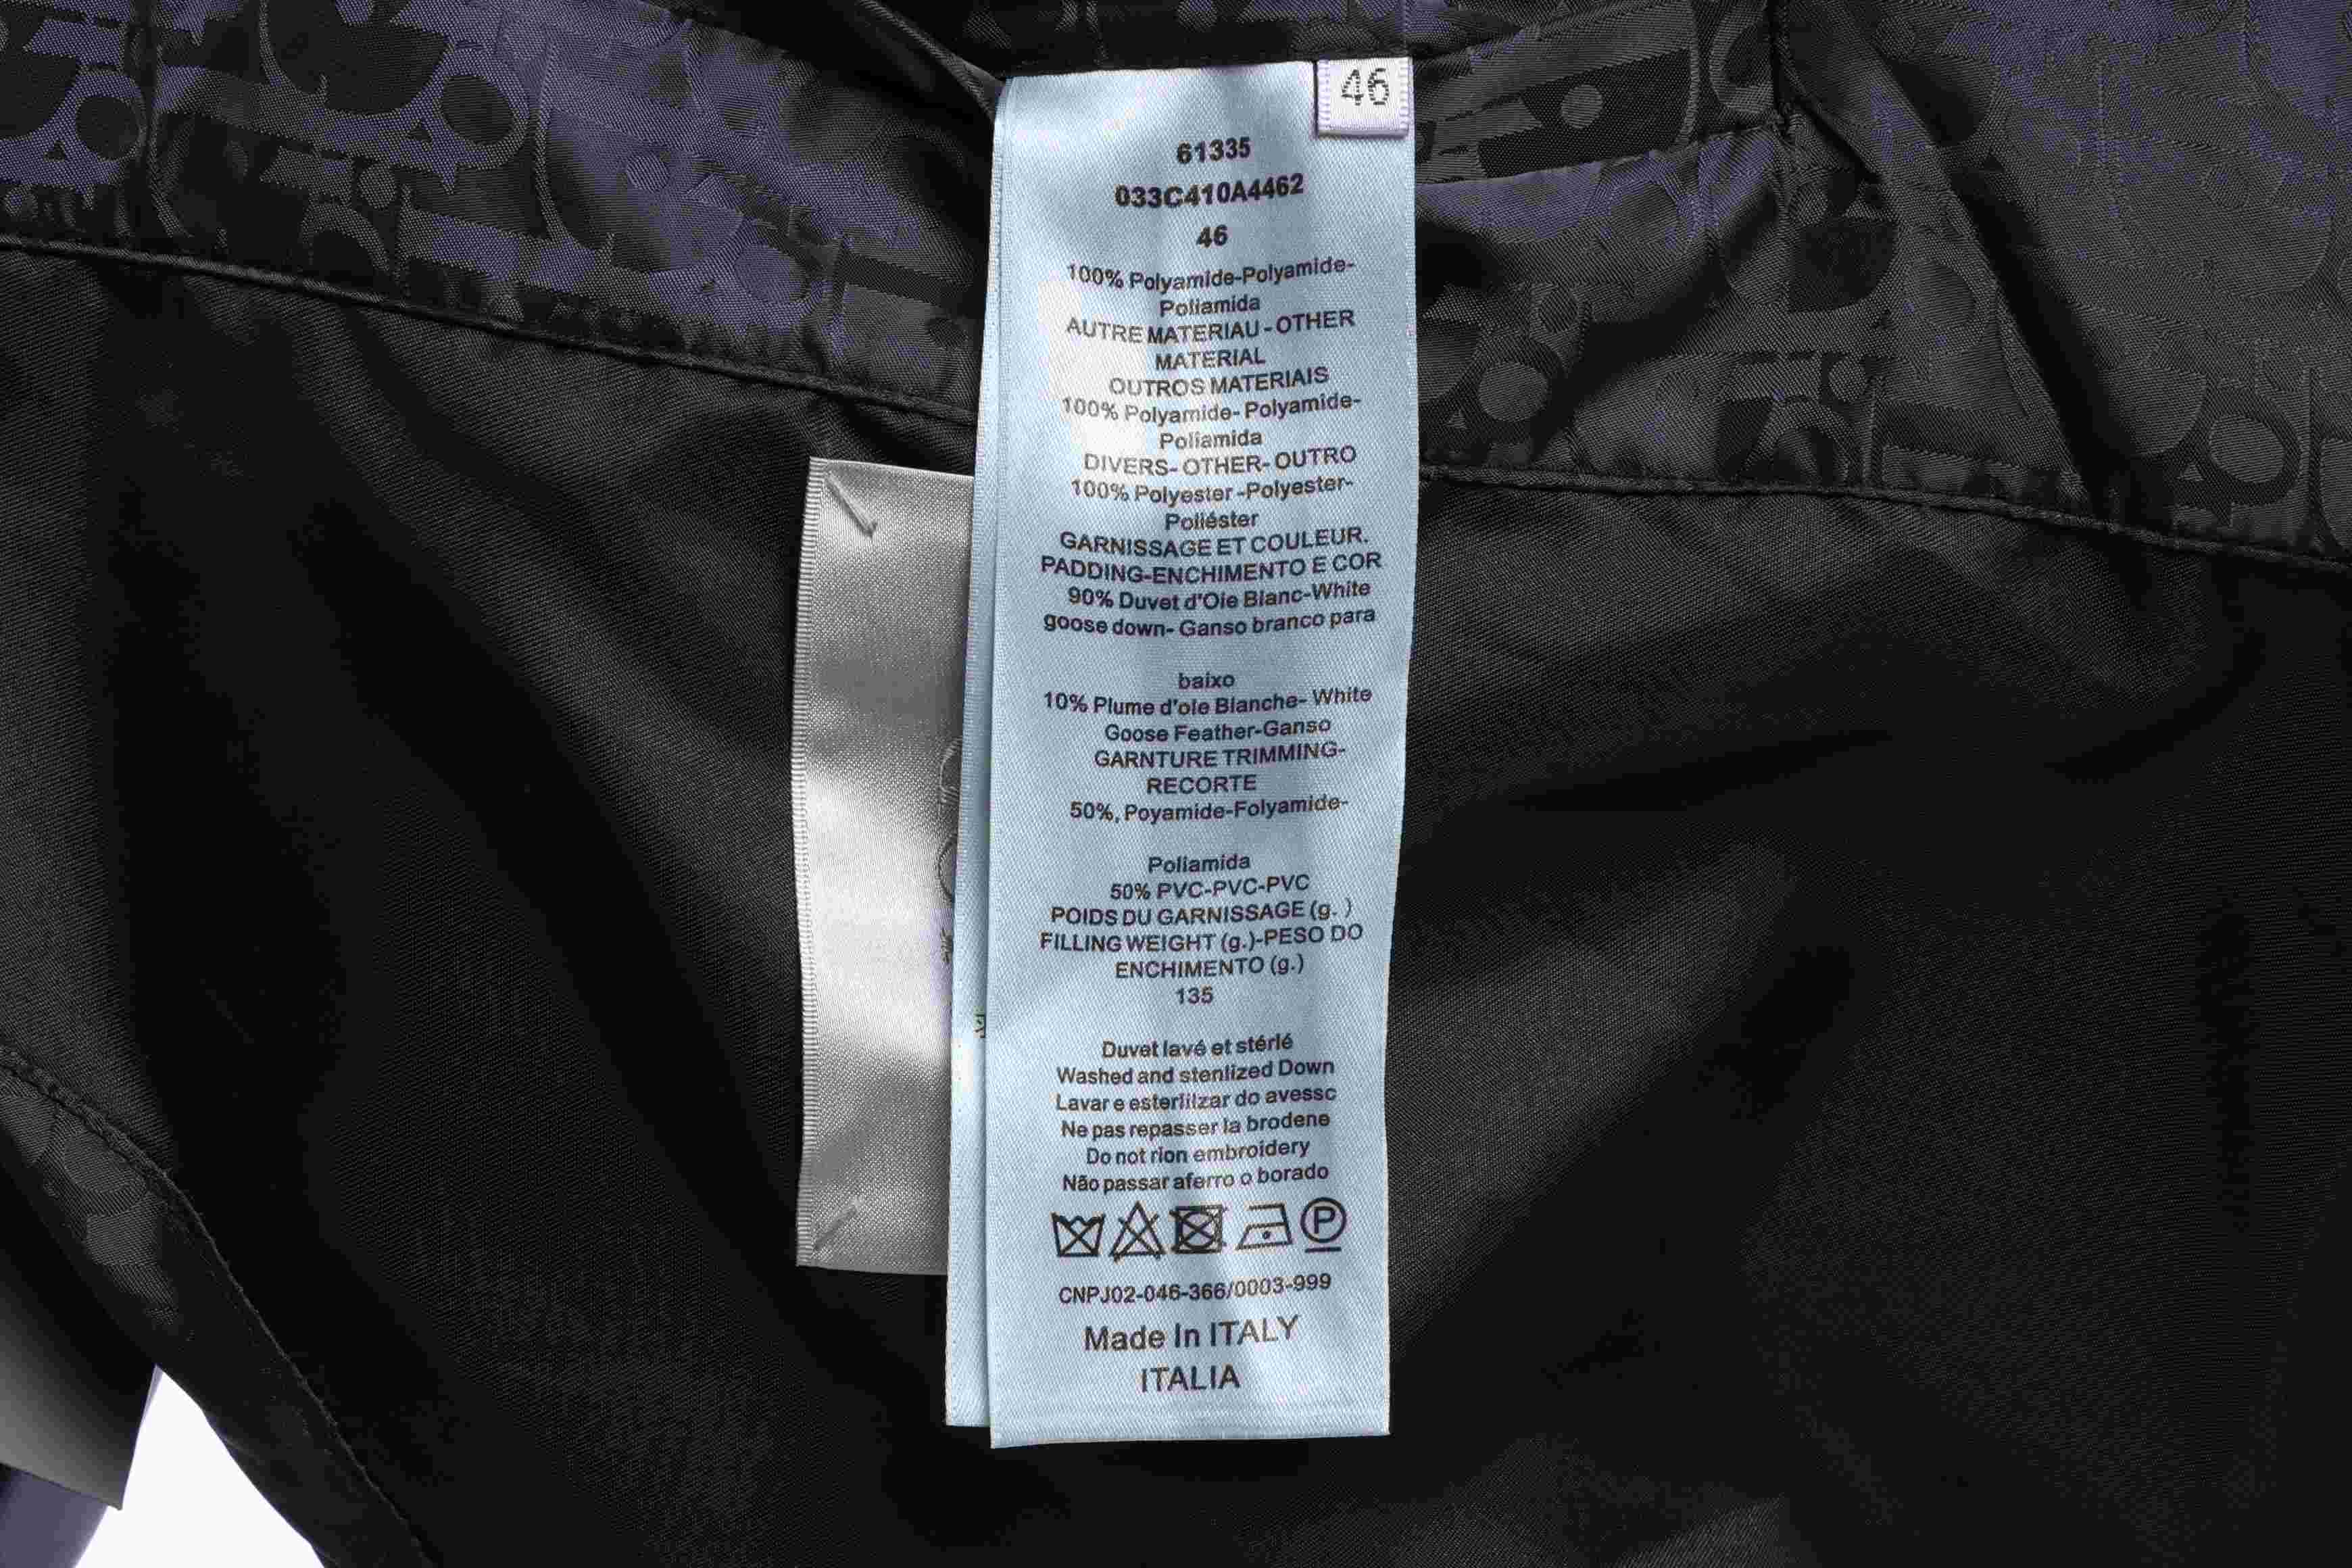 46
61335
033C410A4462
46
100% Polyamide-Polyamide-
Poliamida
AUTRE MATERIAU-OTHER
MATERIAL
OUTROS MATERIAIS
100% Polyamide- Polyamide-
Poliamida
DIVERS- OTHER- OUTRO
100% Polyester-Polyester-
Poliéster
GARNISSAGE ET COULEUR.
PADDING-ENCHIMENTO E COR
90% Duvet d'Oie Blanc-White
goose down- Ganso branco para
baixo
10% Plume d'oie Blanche- White
Goose Feather-Ganso
GARNTURE TRIMMING-
RECORTE
50%, Poyamide-Folyamide-
Poliamida
50% PVC-PVC-PVC
POIDS DU GARNISSAGE (g. )
FILLING WEIGHT (g.)-PESO DO
ENCHIMENTO (g.)
135
Duvet lavé et stérlé
Washed and stenlized Down
Lavar e esterlilzar do avessc
Ne pas repasser la brodene
Do not rion embroidery
Não passar aferro o borado
P
CNPJ02-046-366/0003-999
Made In ITALY
ITALIA